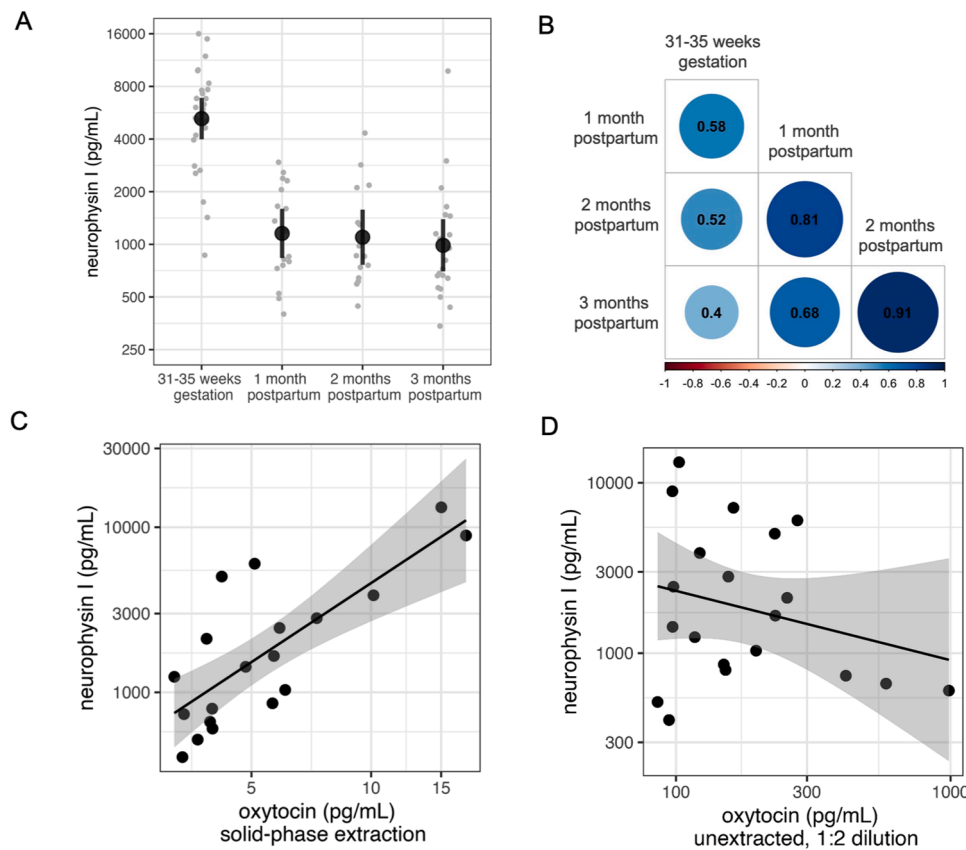 A
neurophysin I (pg/mL)
16000
8000
4000
2000
1000
500
250
31-35 weeks
gestation
1 month
postpartum
2 months
postpartum
3 months
postpartum
B
31-35 weeks
gestation
1 month
postpartum
0.58
1 month
postpartum
2 months
postpartum
0.52
0.81
2 months
postpartum
3 months
postpartum
0.4
0.68
0.91
-1 -0.8 -0.6 -0.4 -0.2 0 0.2 0.4 0.6 0.8 1
C
neurophysin I (pg/mL)
30000
10000
3000
1000
5 10 15
oxytocin (pg/mL)
solid-phase extraction
D
neurophysin I (pg/mL)
10000
3000
1000
300
100 300 1000
oxytocin (pg/mL)
unextracted, 1:2 dilution